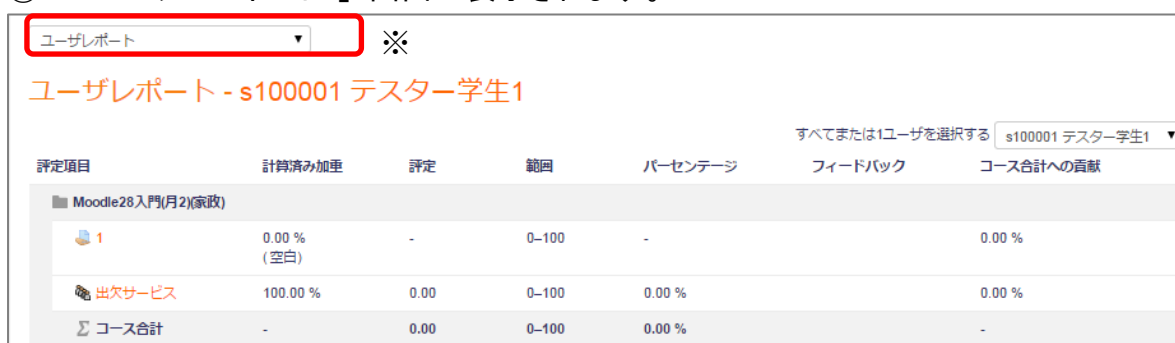 表示されます。
ユーザレポート ▼ ※
ユーザレポート - s100001 テスター学生1
すべてまたは1ユーザを選択する s100001 テスター学生1 ▼
評定項目 計算済み加重 評定 範囲 パーセンテージ フィードバック コース合計への貢献
Moodle28入門(月2)(家政)
1 0.00 % - 0–100 - 0.00 %
(空白)
出欠サービス 100.00 % 0.00 0–100 0.00 % 0.00 %
∑ コース合計 - 0.00 0–100 0.00 % -